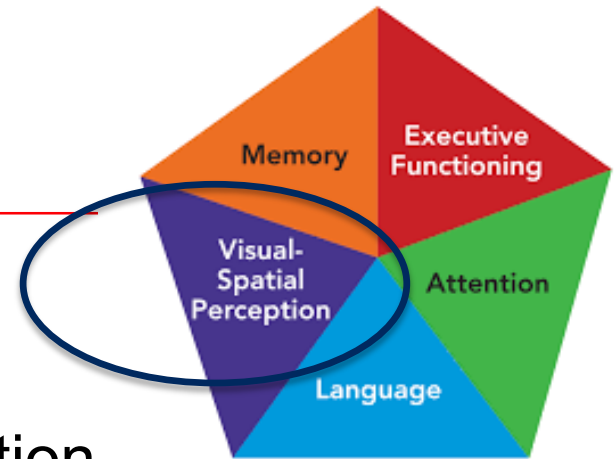 Memory
Executive
Functioning
Visual-
Spatial
Perception
Attention
Language